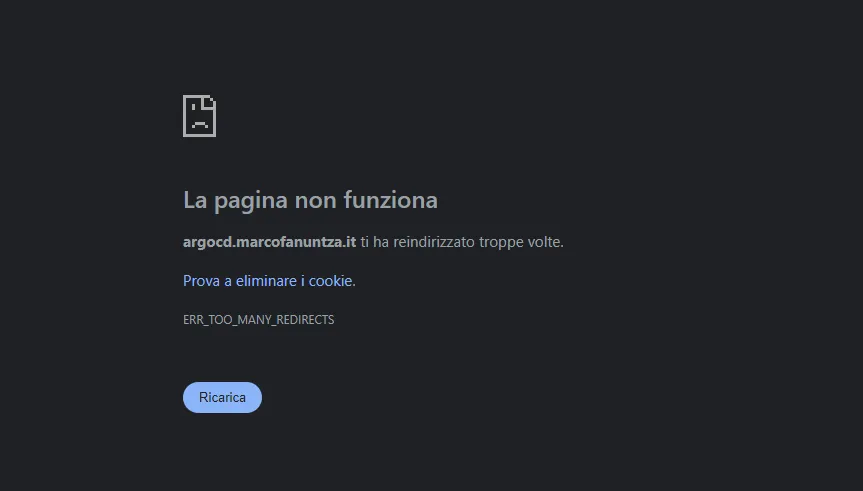 La pagina non funziona
argocd.marcofanuntza.it ti ha reindirizzato troppe volte.
Prova a eliminare i cookie.
ERR_TOO_MANY_REDIRECTS
Ricarica